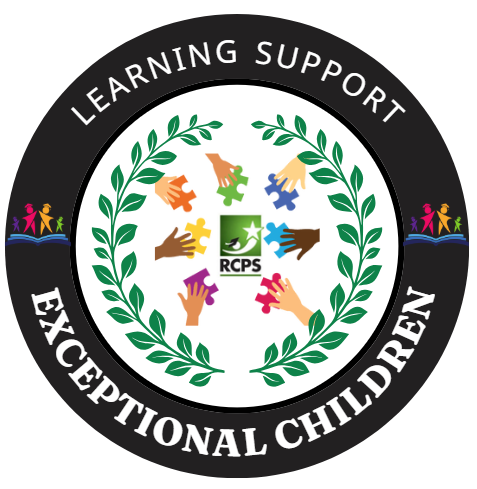 LEARNING SUPPORT
RCPS
EXCEPTIONAL CHILDREN